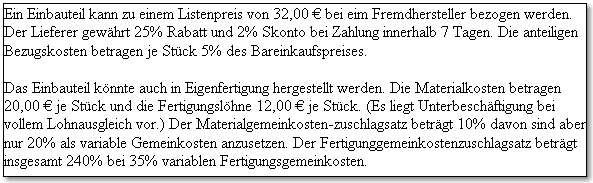 Ein Einbauteil kann zu einem Listenpreis von 32,00 € bei eim Fremdhersteller bezogen werden.
Der Lieferer gewährt 25% Rabatt und 2% Skonto bei Zahlung innerhalb 7 Tagen. Die anteiligen
Bezugskosten betragen je Stück 5% des Bareinkaufspreises.

Das Einbauteil könnte auch in Eigenfertigung hergestellt werden. Die Materialkosten betragen
20,00 € je Stück und die Fertigungslöhne 12,00 € je Stück. (Es liegt Unterbeschäftigung bei
vollem Lohnausgleich vor.) Der Materialgemeinkosten-zuschlagsatz beträgt 10% davon sind aber
nur 20% als variable Gemeinkosten anzusetzen. Der Fertigunggemeinkostenzuschlagsatz beträgt
insgesamt 240% bei 35% variablen Fertigungsgemeinkosten.